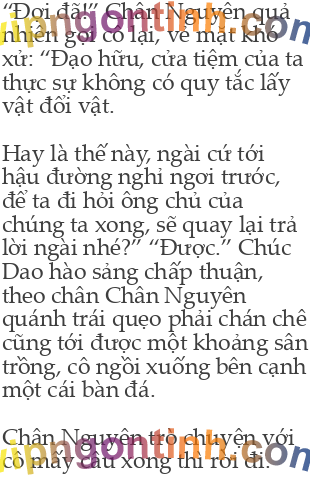 “Đợi đã!” Chân Nguyên quả
nhiên gọi cô lại, vẻ mặt khó
xử: “Đạo hữu, cửa tiệm của ta
thực sự không có quy tắc lấy
vật đổi vật.
Hay là thế này, ngài cứ tới
hậu đường nghỉ ngơi trước,
để ta đi hỏi ông chủ của
chúng ta xong, sẽ quay lại trả
lời ngài nhé?” “Được.” Chúc
Dao hào sảng chấp thuận,
theo chân Chân Nguyên
quánh trái quẹo phải chán chê
cũng tới được một khoảng sân
trồng, cô ngồi xuống bên cạnh
một cái bàn đá.
Chân Nguyên trò chuyện với
cô mấy câu xong thì rời đi.
vipngontinh.com
vipngontinh.com